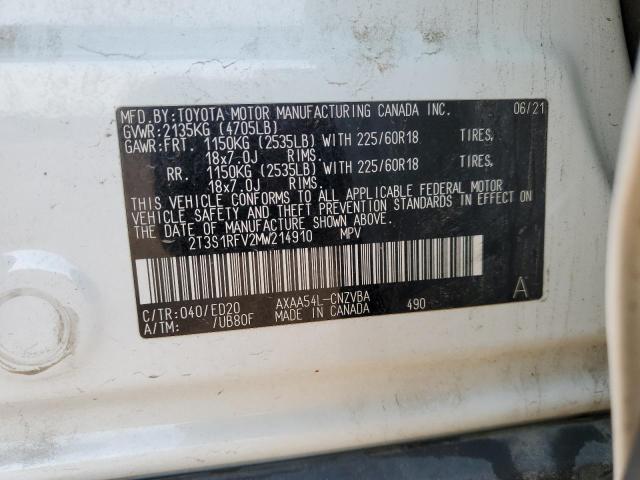 MFD. BY: TOYOTA MOTOR MANUFACTURING CANADA INC. 06/21
GVWR: 2135KG (4705LB)
GAWR: FRT. 1150KG (2535LB) WITH 225/60R18 TIRES,
18x7.0J RIMS.
RR. 1150KG (2535LB) WITH 225/60R18 TIRES,
18x7.0J RIMS.
THIS VEHICLE CONFORMS TO ALL APPLICABLE FEDERAL MOTOR
VEHICLE SAFETY AND THEFT PREVENTION STANDARDS IN EFFECT ON
THE DATE OF MANUFACTURE SHOWN ABOVE.
2T3S1RFV2MW214910 MPV
C/TR: 040/ED20 AXAA54L-CNZVBA 490 A
A/TM: /UB80F MADE IN CANADA